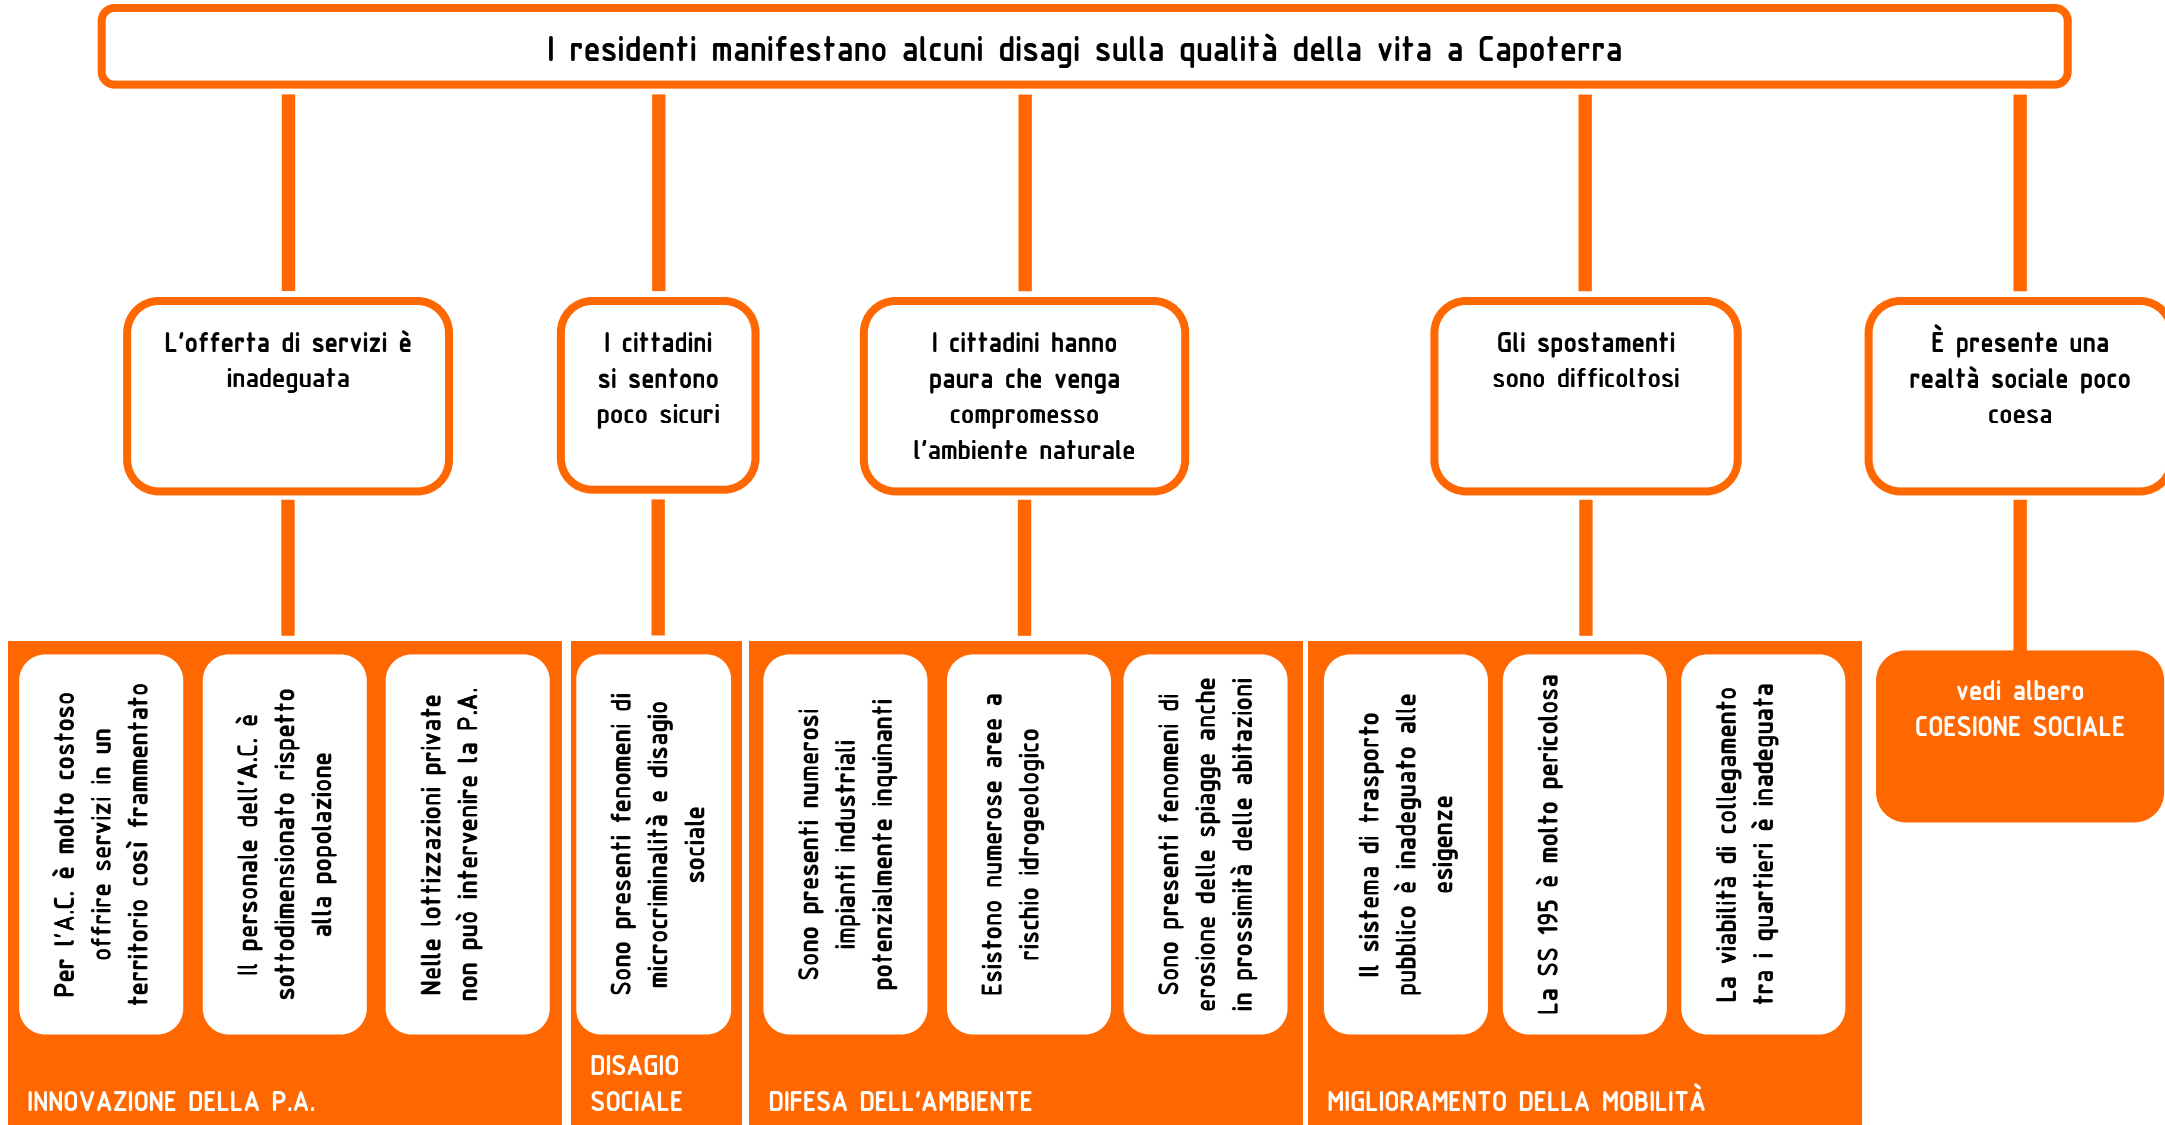 I residenti manifestano alcuni disagi sulla qualità della vita a Capoterra
L'offerta di servizi è
inadeguata
I cittadini
si sentono
poco sicuri
I cittadini hanno
paura che venga
compromesso
l'ambiente naturale
Gli spostamenti
sono difficoltosi
È presente una
realtà sociale poco
coesa
Per l'A.C. è molto costoso
offrire servizi in un
territorio così frammentato
Il personale dell'A.C. è
sottodimensionato rispetto
alla popolazione
Nelle lottizzazioni private
non può intervenire la P.A.
INNOVAZIONE DELLA P.A.
Sono presenti fenomeni di
microcriminalità e disagio
sociale
DISAGIO
SOCIALE
Sono presenti numerosi
impianti industriali
potenzialmente inquinanti
Esistono numerose aree a
rischio idrogeologico
Sono presenti fenomeni di
erosione delle spiagge anche
in prossimità delle abitazioni
DIFESA DELL'AMBIENTE
Il sistema di trasporto
pubblico è inadeguato alle
esigenze
La SS 195 è molto pericolosa
La viabilità di collegamento
tra i quartieri è inadeguata
MIGLIORAMENTO DELLA MOBILITÀ
vedi albero
COESIONE SOCIALE